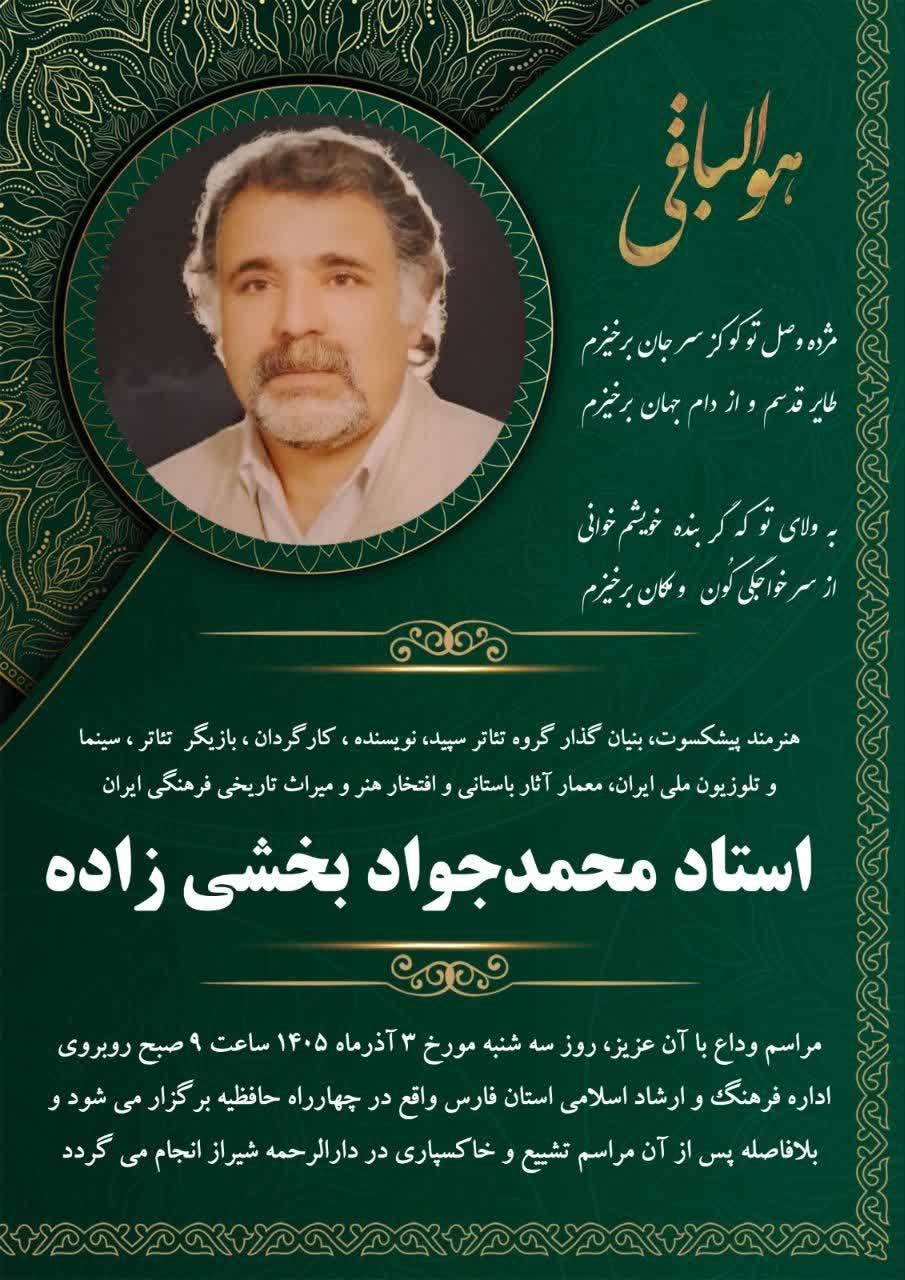 هوالباقی
مژده وصل تو کو کز سر جان برخیزم
طایر قدسم و از دام جهان برخیزم
به ولای تو که گر بنده خویشم خوانی
از سر خواجگی کُون و مکان برخیزم
هنرمند پیشکسوت، بنیان گذار گروه تئاتر سپید، نویسنده ، کارگردان ، بازیگر تئاتر ، سینما
و تلوزیون ملی ایران، معمار آثار باستانی و افتخار هنر و میراث تاریخی فرهنگی ایران
استاد محمدجواد بخشی زاده
مراسم وداع با آن عزیز، روز سه شنبه مورخ ۳ آذرماه ۱۴۰۵ ساعت ۹ صبح روبروی
اداره فرهنگ و ارشاد اسلامی استان فارس واقع در چهارراه حافظیه برگزار می شود و
بلافاصله پس از آن مراسم تشییع و خاکسپاری در دارالرحمه شیراز انجام می گردد